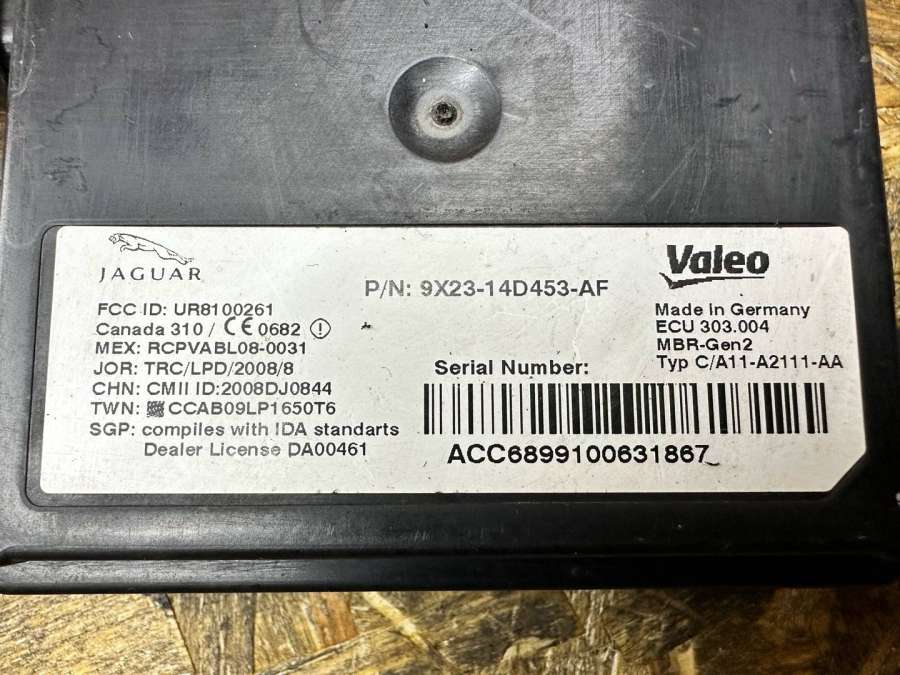 JAGUAR
P/N: 9X23-14D453-AF
Valeo
FCC ID: UR8100261
Canada 310 / CE 0682
MEX: RCPVABL08-0031
JOR: TRC/LPD/2008/8
CHN: CMII ID:2008DJ0844
TWN: CCAB09LP1650T6
SGP: compiles with IDA standarts
Dealer License DA00461
Made in Germany
ECU 303.004
MBR-Gen2
Typ C/A11-A2111-AA
Serial Number:
ACC6899100631867